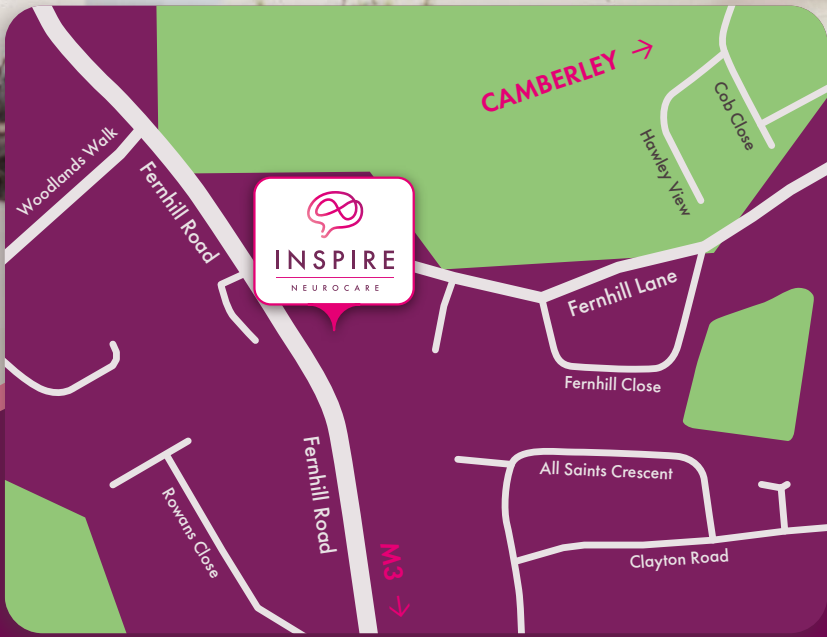 CAMBERLEY →
Cob Close
Woodlands Walk
Hawley View
Fernhill Road
INSPIRE
NEUROCARE
Fernhill Lane
Fernhill Close
Fernhill Road
All Saints Crescent
Rowans Close
M3 →
Clayton Road